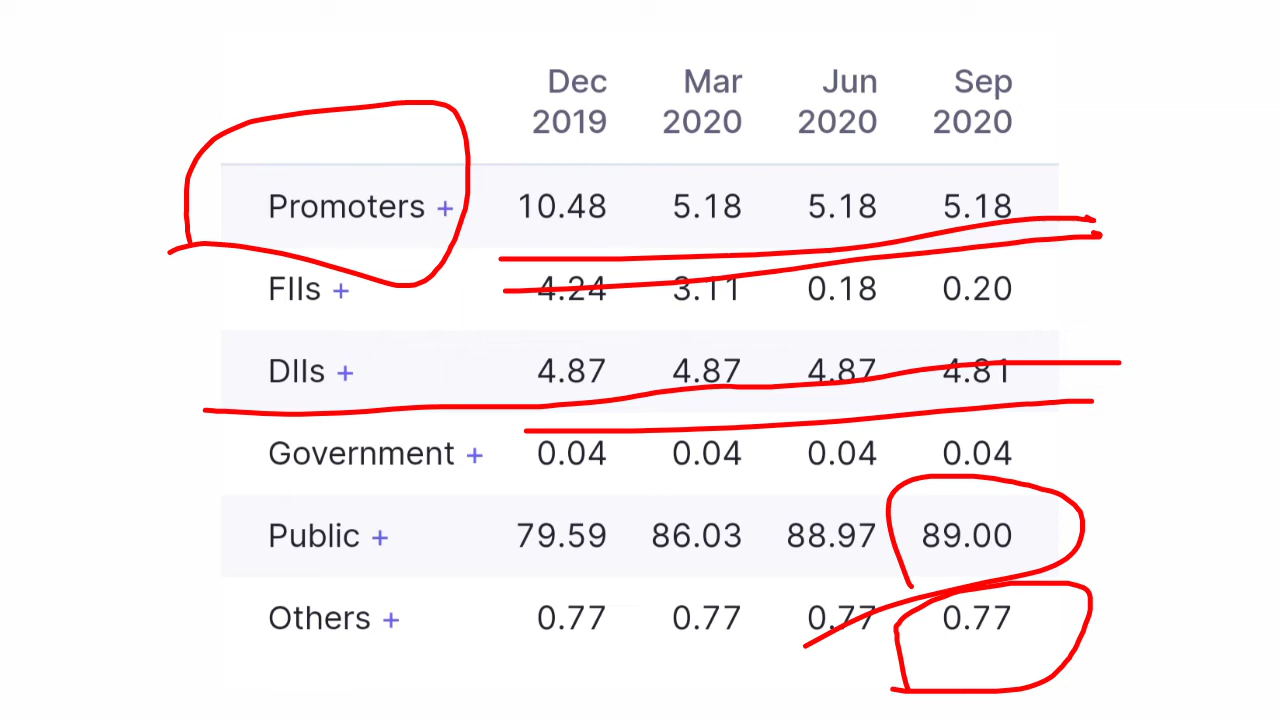 Dec Mar Jun Sep
2019 2020 2020 2020
Promoters + 10.48 5.18 5.18 5.18
FIIs + 4.24 3.11 0.18 0.20
DIIs + 4.87 4.87 4.87 4.81
Government + 0.04 0.04 0.04 0.04
Public + 79.59 86.03 88.97 89.00
Others + 0.77 0.77 0.77 0.77